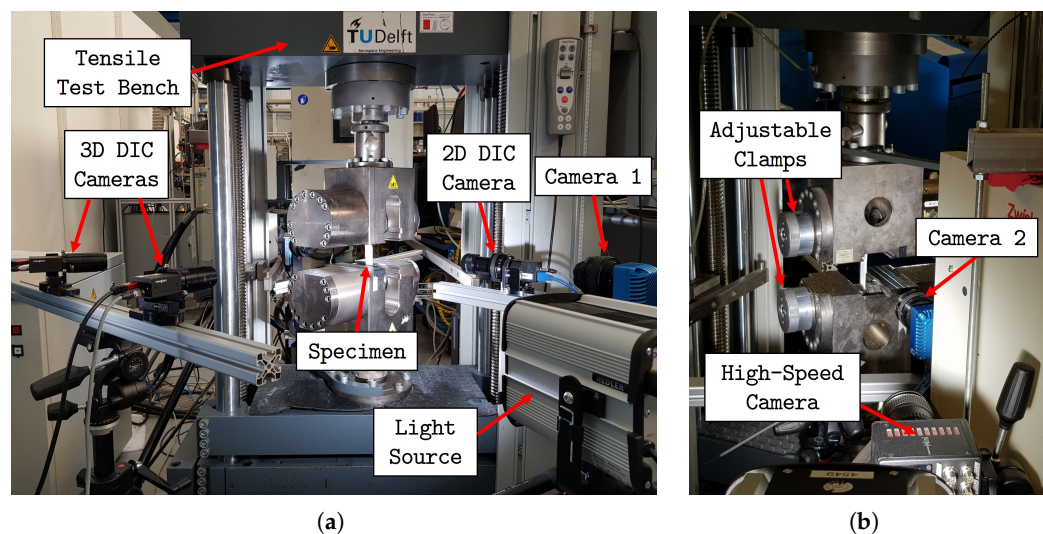 TUDelft
Aerospace Engineering
Tensile
Test Bench
3D DIC
Cameras
2D DIC
Camera
Camera 1
Specimen
Light
Source
HEDLER
(a)
Adjustable
Clamps
Camera 2
High-Speed
Camera
4549
(b)